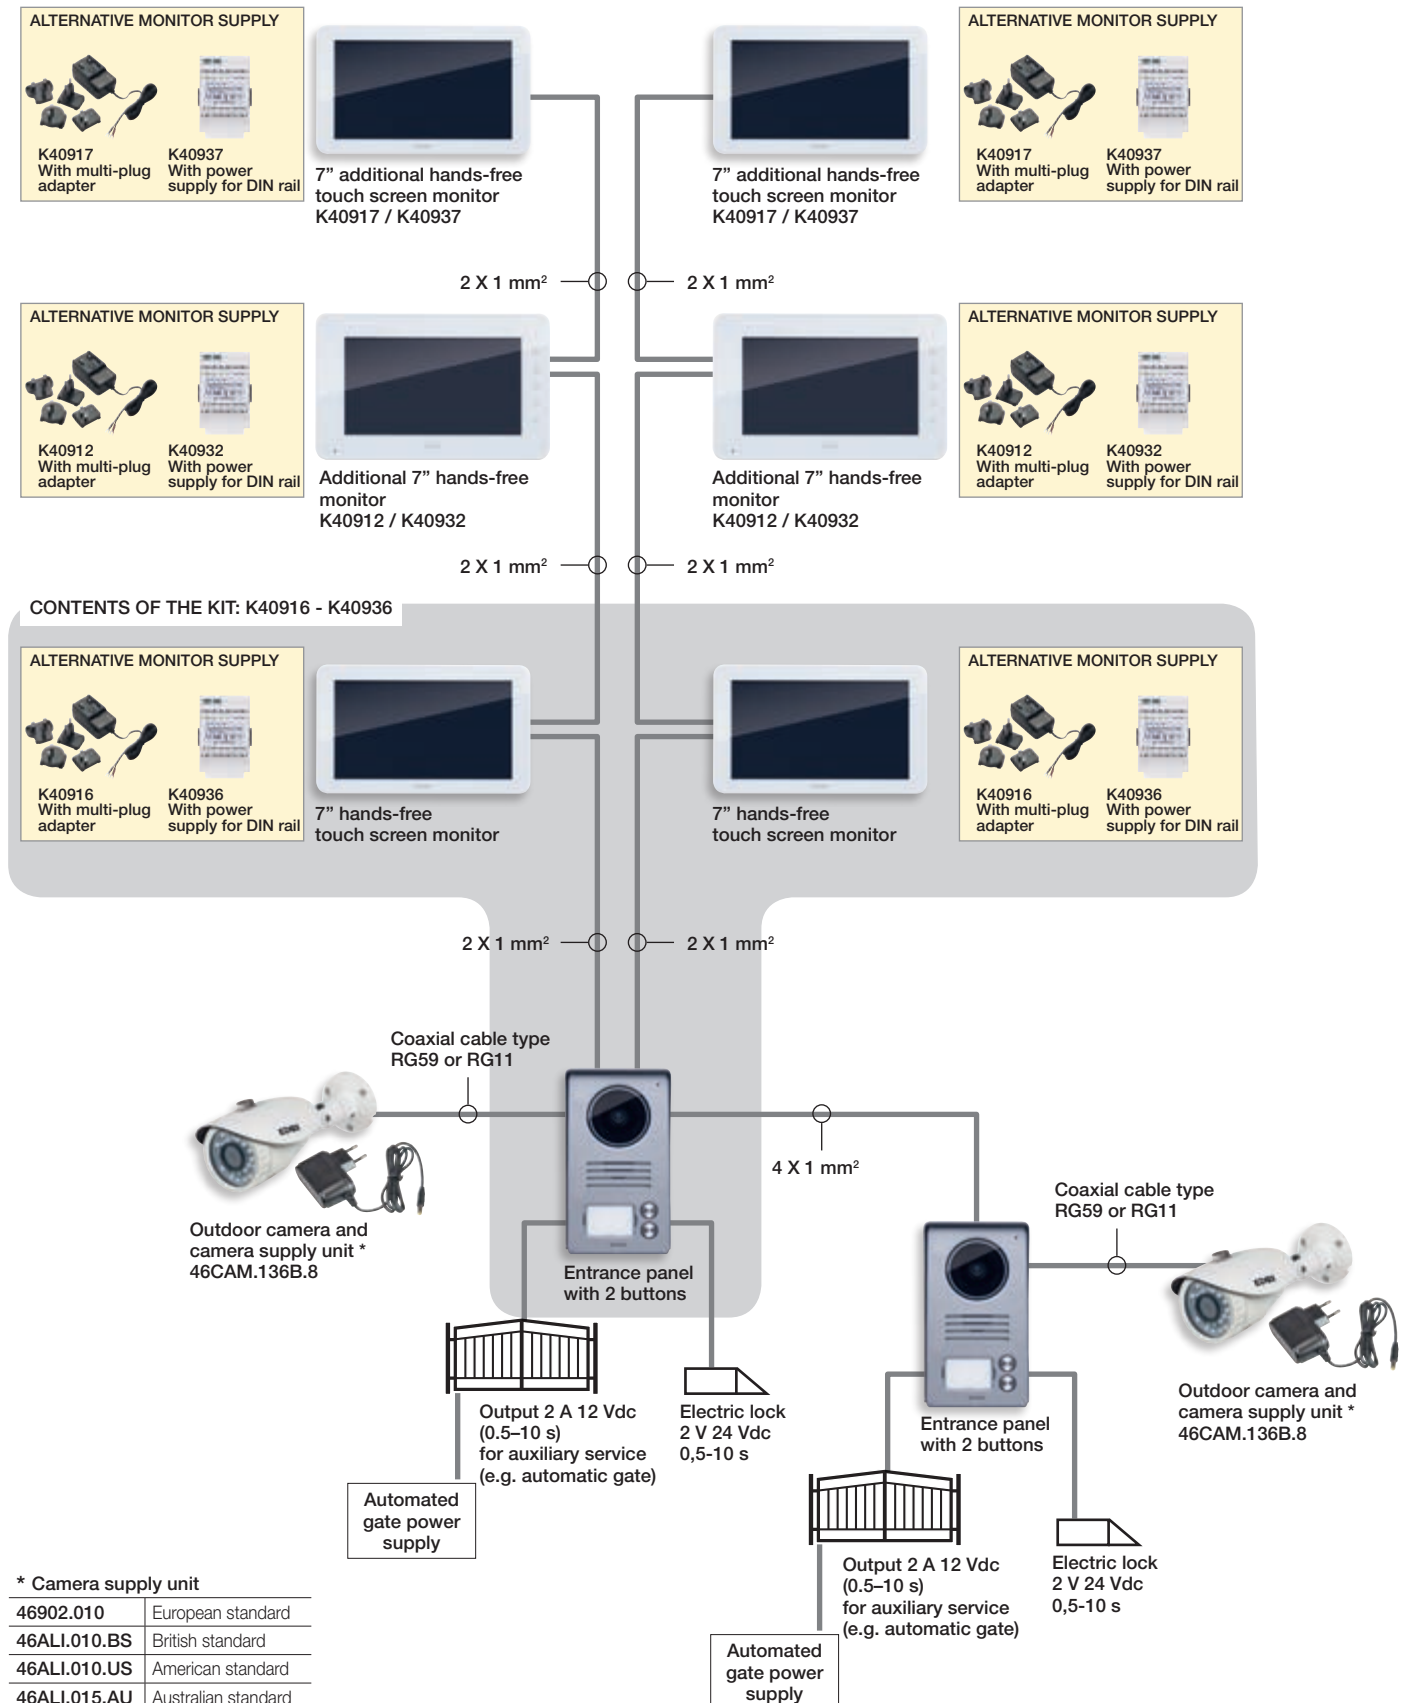 ALTERNATIVE MONITOR SUPPLY
K40917
With multi-plug
adapter
K40937
With power
supply for DIN rail
7” additional hands-free
touch screen monitor
K40917 / K40937
7” additional hands-free
touch screen monitor
K40917 / K40937
ALTERNATIVE MONITOR SUPPLY
K40917
With multi-plug
adapter
K40937
With power
supply for DIN rail
2 X 1 mm²
2 X 1 mm²
ALTERNATIVE MONITOR SUPPLY
K40912
With multi-plug
adapter
K40932
With power
supply for DIN rail
Additional 7” hands-free
monitor
K40912 / K40932
Additional 7” hands-free
monitor
K40912 / K40932
ALTERNATIVE MONITOR SUPPLY
K40912
With multi-plug
adapter
K40932
With power
supply for DIN rail
2 X 1 mm²
2 X 1 mm²
CONTENTS OF THE KIT: K40916 - K40936
ALTERNATIVE MONITOR SUPPLY
K40916
With multi-plug
adapter
K40936
With power
supply for DIN rail
7” hands-free
touch screen monitor
7” hands-free
touch screen monitor
ALTERNATIVE MONITOR SUPPLY
K40916
With multi-plug
adapter
K40936
With power
supply for DIN rail
2 X 1 mm²
2 X 1 mm²
Coaxial cable type
RG59 or RG11
4 X 1 mm²
Outdoor camera and
camera supply unit *
46CAM.136B.8
Entrance panel
with 2 buttons
Coaxial cable type
RG59 or RG11
Output 2 A 12 Vdc
(0.5–10 s)
for auxiliary service
(e.g. automatic gate)
Electric lock
2 V 24 Vdc
0,5-10 s
Automated
gate power
supply
Entrance panel
with 2 buttons
Outdoor camera and
camera supply unit *
46CAM.136B.8
Output 2 A 12 Vdc
(0.5–10 s)
for auxiliary service
(e.g. automatic gate)
Electric lock
2 V 24 Vdc
0,5-10 s
Automated
gate power
supply
* Camera supply unit
46902.010 European standard
46ALI.010.BS British standard
46ALI.010.US American standard
46ALI.015.AU Australian standard